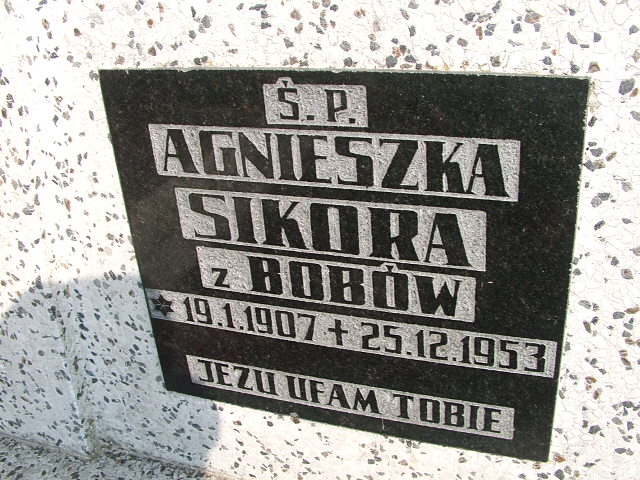 Ś.P.
AGNIESZKA
SIKORA
z BOBÓW
* 19.1.1907 + 25.12.1953
JEZU UFAM TOBIE